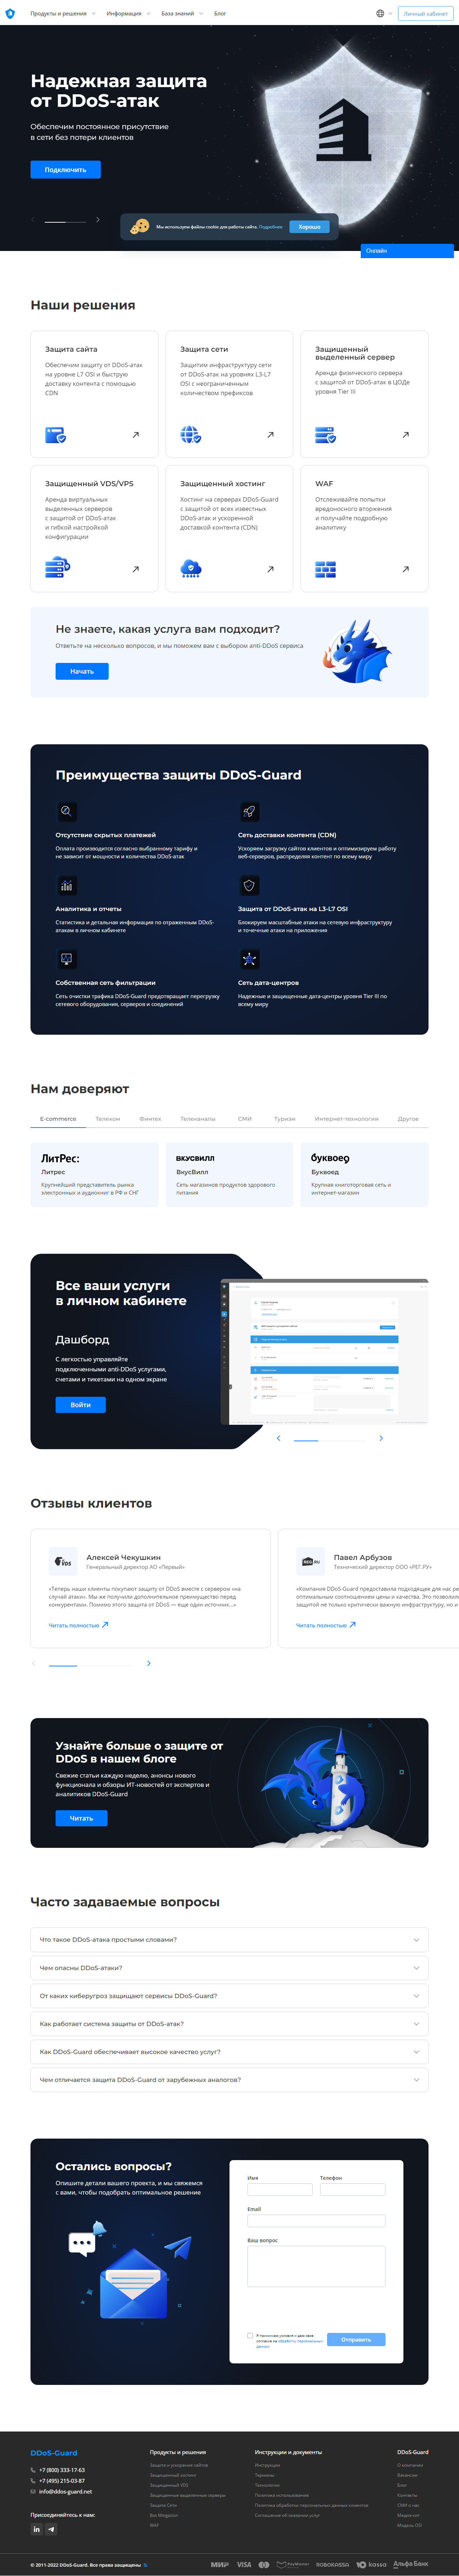 Продукты и решения
Информация
База знаний
Блог
Личный кабинет
Надежная защита
от DDoS-атак
Обеспечим постоянное присутствие
в сети без потери клиентов
Подключить
Мы используем файлы cookie для работы сайта. Подробнее
Хорошо
Онлайн
Наши решения
Защита сайта
Обеспечим защиту от DDoS-атак
на уровне L7 OSI и быструю
доставку контента с помощью
CDN
Защита сети
Защитим инфраструктуру сети
от DDoS-атак на уровнях L3-L7
OSI с неограниченным
количеством префиксов
Защищенный
выделенный сервер
Аренда физического сервера
с защитой от DDoS-атак в ЦОДе
уровня Tier III
Защищенный VDS/VPS
Аренда виртуальных
выделенных серверов
с защитой от DDoS-атак
и гибкой настройкой
конфигурации
Защищенный хостинг
Хостинг на серверах DDoS-Guard
с защитой от всех известных
DDoS-атак и ускоренной
доставкой контента (CDN)
WAF
Отслеживайте попытки
вредоносного вторжения
и получайте подробную
аналитику
Не знаете, какая услуга вам подходит?
Ответьте на несколько вопросов, и мы поможем вам с выбором anti-DDoS сервиса
Начать
Преимущества защиты DDoS-Guard
Отсутствие скрытых платежей
Оплата производится согласно выбранному тарифу и
не зависит от мощности и количества DDoS-атак
Сеть доставки контента (CDN)
Ускоряем загрузку сайтов клиентов и оптимизируем работу
веб-серверов, распределяя контент по всему миру
Аналитика и отчеты
Статистика и детальная информация по отраженным DDoS-
атакам в личном кабинете
Защита от DDoS-атак на L3-L7 OSI
Блокируем масштабные атаки на сетевую инфраструктуру
и точечные атаки на приложения
Собственная сеть фильтрации
Сеть очистки трафика DDoS-Guard предотвращает перегрузку
сетевого оборудования, серверов и соединений
Сеть дата-центров
Надежные и защищенные дата-центры уровня Tier III по
всему миру
Нам доверяют
E-commerce
Телеком
Финтех
Телеканалы
СМИ
Туризм
Интернет-технологии
Другое
ЛитРес:
Литрес
Крупнейший представитель рынка
электронных и аудиокниг в РФ и СНГ
ВКУСВИЛЛ
ВкусВилл
Сеть магазинов продуктов здорового
питания
буквоед
Буквоед
Крупная книготорговая сеть и
интернет-магазин
Все ваши услуги
в личном кабинете
Дашборд
С легкостью управляйте
подключенными anti-DDoS услугами,
счетами и тикетами на одном экране
Войти
Отзывы клиентов
VDS
Алексей Чекушкин
Генеральный директор АО «Первый»
«Теперь наши клиенты покупают защиту от DDoS вместе с сервером «на
случай атаки». Мы же получили дополнительное преимущество перед
конкурентами. Помимо этого защита от DDoS — еще один источник...»
Читать полностью
REG.RU
Павел Арбузов
Технический директор ООО «РЕГ.РУ»
«Компания DDoS-Guard предоставила подходящее для нас ре
оптимальным соотношением цены и качества. Это позволило
защитой не только критически важную инфраструктуру, но и
Читать полностью
Узнайте больше о защите от
DDoS в нашем блоге
Свежие статьи каждую неделю, анонсы нового
функционала и обзоры ИТ-новостей от экспертов и
аналитиков DDoS-Guard
Читать
Часто задаваемые вопросы
Что такое DDoS-атака простыми словами?
Чем опасны DDoS-атаки?
От каких киберугроз защищают сервисы DDoS-Guard?
Как работает система защиты от DDoS-атак?
Как DDoS-Guard обеспечивает высокое качество услуг?
Чем отличается защита DDoS-Guard от зарубежных аналогов?
Остались вопросы?
Опишите детали вашего проекта, и мы свяжемся
с вами, чтобы подобрать оптимальное решение
Имя
Телефон
Email
Ваш вопрос
Я принимаю условия и даю свое
согласие на обработку персональных
данных
Отправить
DDoS-Guard
+7 (800) 333-17-63
+7 (495) 215-03-87
info@ddos-guard.net
Присоединяйтесь к нам:
Продукты и решения
Защита и ускорение сайтов
Защищенный хостинг
Защищенный VDS
Защищенные выделенные серверы
Защита Сети
Bot Mitigation
WAF
Инструкции и документы
Инструкции
Термины
Технологии
Политика использования
Политика обработки персональных данных клиентов
Соглашение об оказании услуг
DDoS-Guard
О компании
Вакансии
Блог
Контакты
СМИ о нас
Медиа-кит
Модель OSI
© 2011-2022 DDoS-Guard. Все права защищены
МИР
VISA
PayMaster
ROBOKASSA
kassa
Альфа Банк